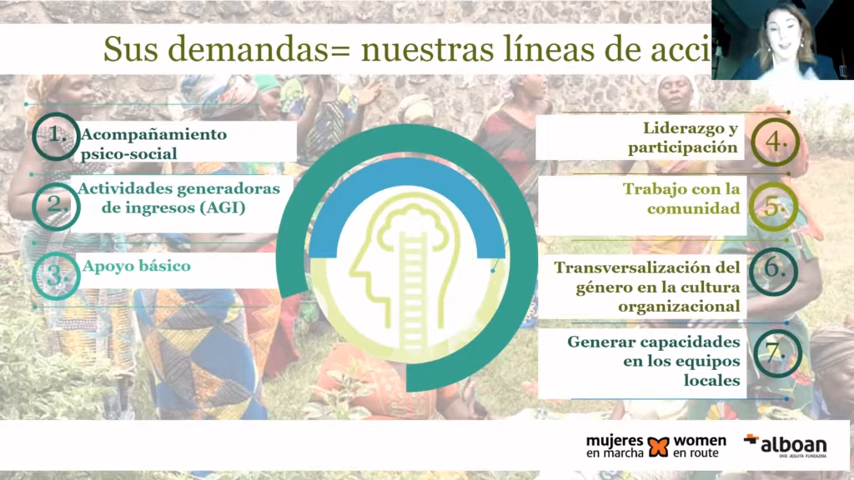 Sus demandas= nuestras líneas de acci
1.
Acompañamiento
psico-social
2.
Actividades generadoras
de ingresos (AGI)
3.
Apoyo básico
Liderazgo y
participación
4.
Trabajo con la
comunidad
5.
Transversalización del
género en la cultura
organizacional
6.
Generar capacidades
en los equipos
locales
7.
mujeres
en marcha
women
en route
alboan